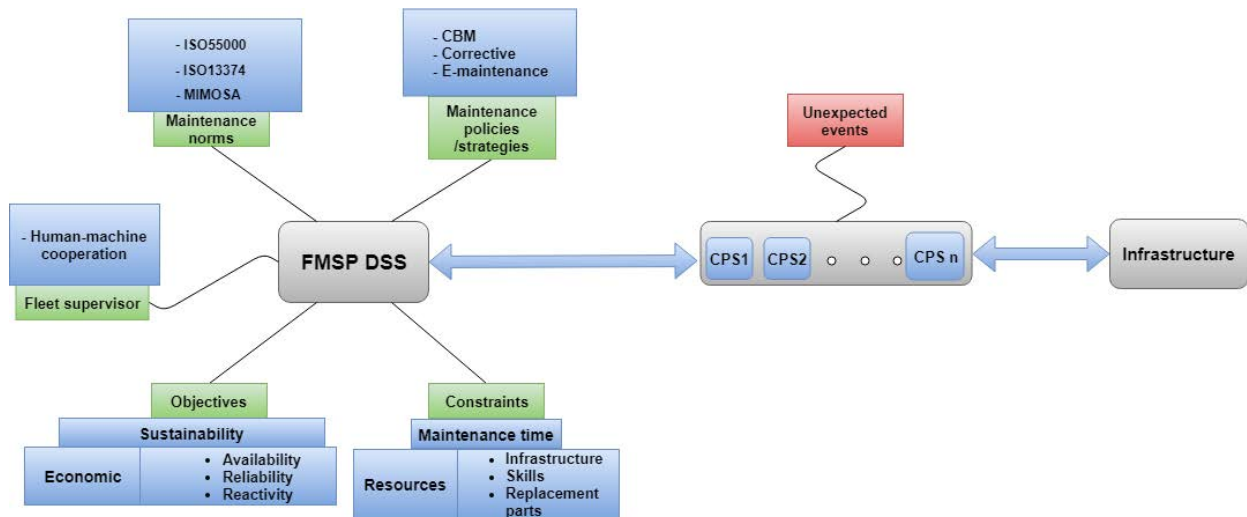 - ISO55000
- ISO13374
- MIMOSA
Maintenance
norms
- CBM
- Corrective
- E-maintenance
Maintenance
policies
/strategies
Unexpected
events
- Human-machine
cooperation
Fleet supervisor
FMSP DSS
CPS1
CPS2
CPS n
Infrastructure
Objectives
Sustainability
Economic
• Availability
• Reliability
• Reactivity
Constraints
Maintenance time
Resources
• Infrastructure
• Skills
• Replacement
parts